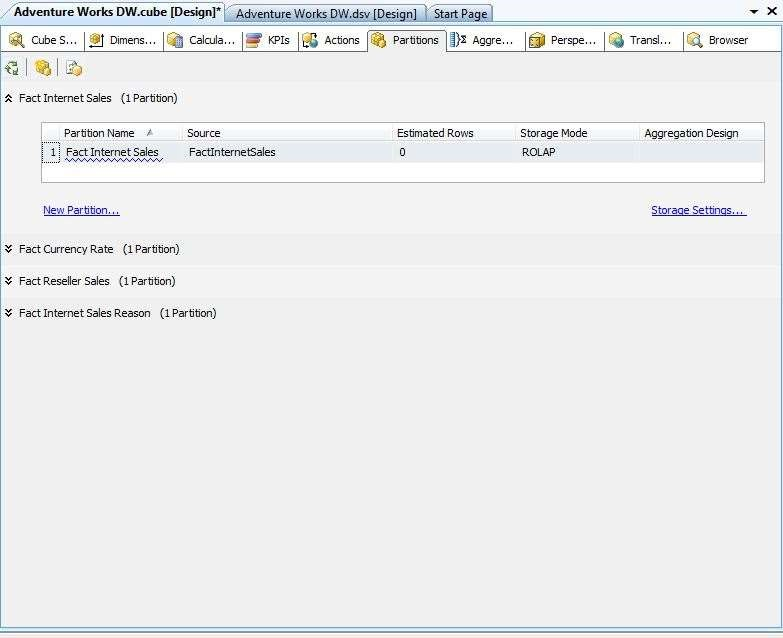 Adventure Works DW.cube [Design]* Adventure Works DW.dsv [Design] Start Page
Cube S... Dimens... Calcula... KPIs Actions Partitions Aggre... Perspe... Transl... Browser
Fact Internet Sales (1 Partition)
Partition Name Source Estimated Rows Storage Mode Aggregation Design
1 Fact Internet Sales FactInternetSales 0 ROLAP
New Partition... Storage Settings...
Fact Currency Rate (1 Partition)
Fact Reseller Sales (1 Partition)
Fact Internet Sales Reason (1 Partition)